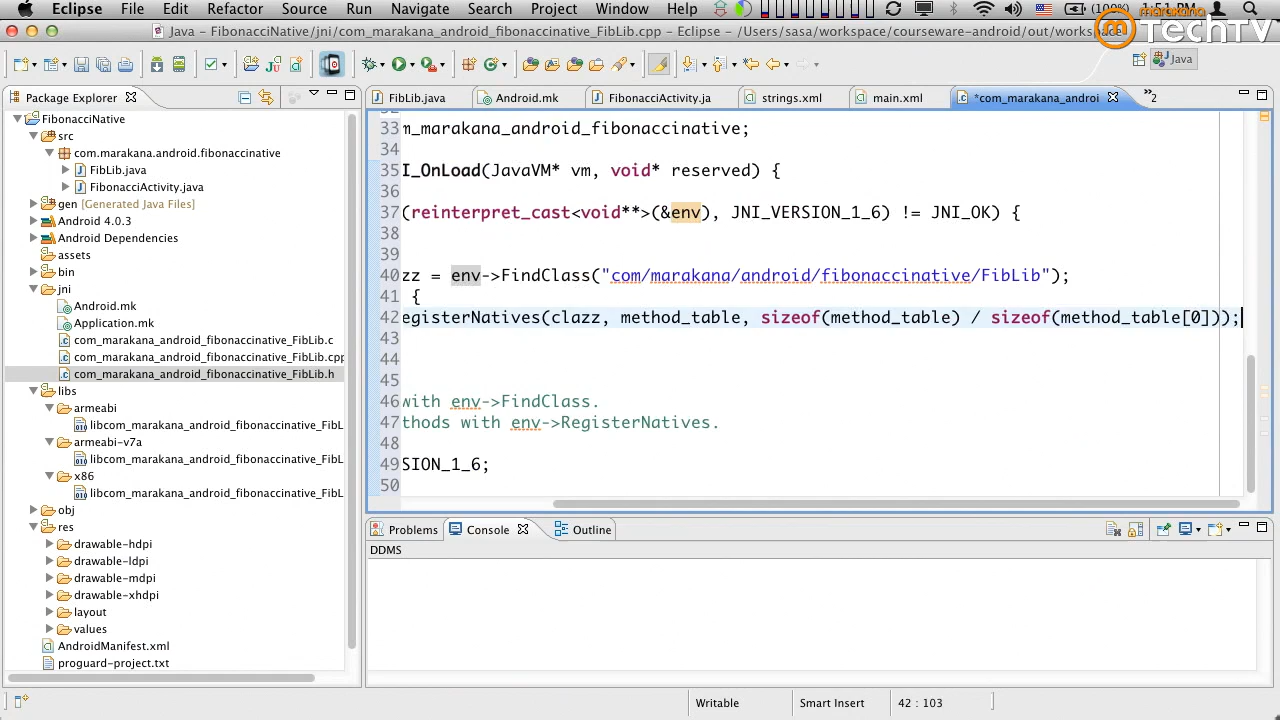 Eclipse File Edit Refactor Source Run Navigate Search Project Window Help (100%) 1:51 PM
marakana
TechTV
Java – FibonacciNative/jni/com_marakana_android_fibonaccinative_FibLib.cpp – Eclipse – /Users/sasa/workspace/courseware-android/out/workspace
Java
Package Explorer
FibLib.java
Android.mk
FibonacciActivity.ja
strings.xml
main.xml
*com_marakana_androi
»2
FibonacciNative
src
com.marakana.android.fibonaccinative
FibLib.java
FibonacciActivity.java
gen [Generated Java Files]
Android 4.0.3
Android Dependencies
assets
bin
jni
Android.mk
Application.mk
com_marakana_android_fibonaccinative_FibLib.c
com_marakana_android_fibonaccinative_FibLib.cpp
com_marakana_android_fibonaccinative_FibLib.h
libs
armeabi
libcom_marakana_android_fibonaccinative_FibL
armeabi-v7a
libcom_marakana_android_fibonaccinative_FibL
x86
libcom_marakana_android_fibonaccinative_FibL
obj
res
drawable-hdpi
drawable-ldpi
drawable-mdpi
drawable-xhdpi
layout
values
AndroidManifest.xml
proguard-project.txt
33 m_marakana_android_fibonaccinative;
34
35 I_OnLoad(JavaVM* vm, void* reserved) {
36
37 (reinterpret_cast<void**>(&env), JNI_VERSION_1_6) != JNI_OK) {
38
39
40 zz = env->FindClass("com/marakana/android/fibonaccinative/FibLib");
41 {
42 egisterNatives(clazz, method_table, sizeof(method_table) / sizeof(method_table[0]));
43
44
45
46 with env->FindClass.
47 thods with env->RegisterNatives.
48
49 SION_1_6;
50
Problems Console Outline
DDMS
Writable Smart Insert 42 : 103